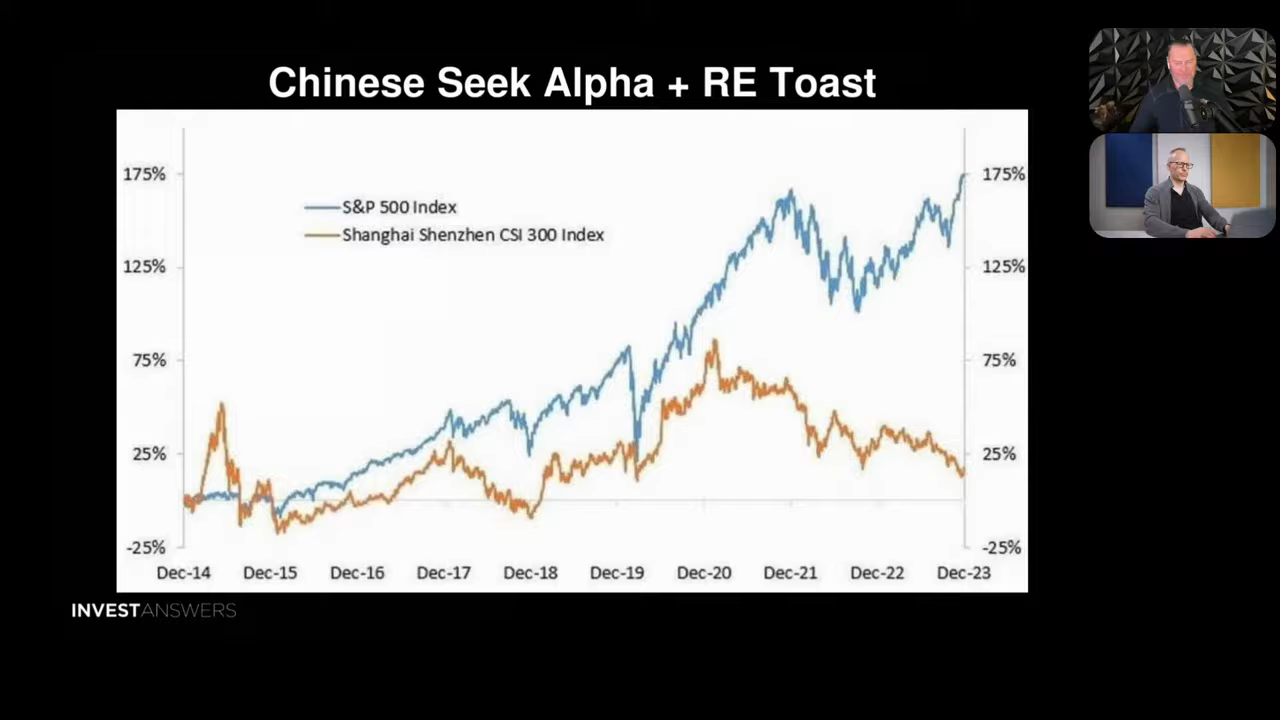 Chinese Seek Alpha + RE Toast
S&P 500 Index
Shanghai Shenzhen CSI 300 Index
175% 175%
125% 125%
75% 75%
25% 25%
-25% -25%
Dec-14 Dec-15 Dec-16 Dec-17 Dec-18 Dec-19 Dec-20 Dec-21 Dec-22 Dec-23
INVESTANSWERS